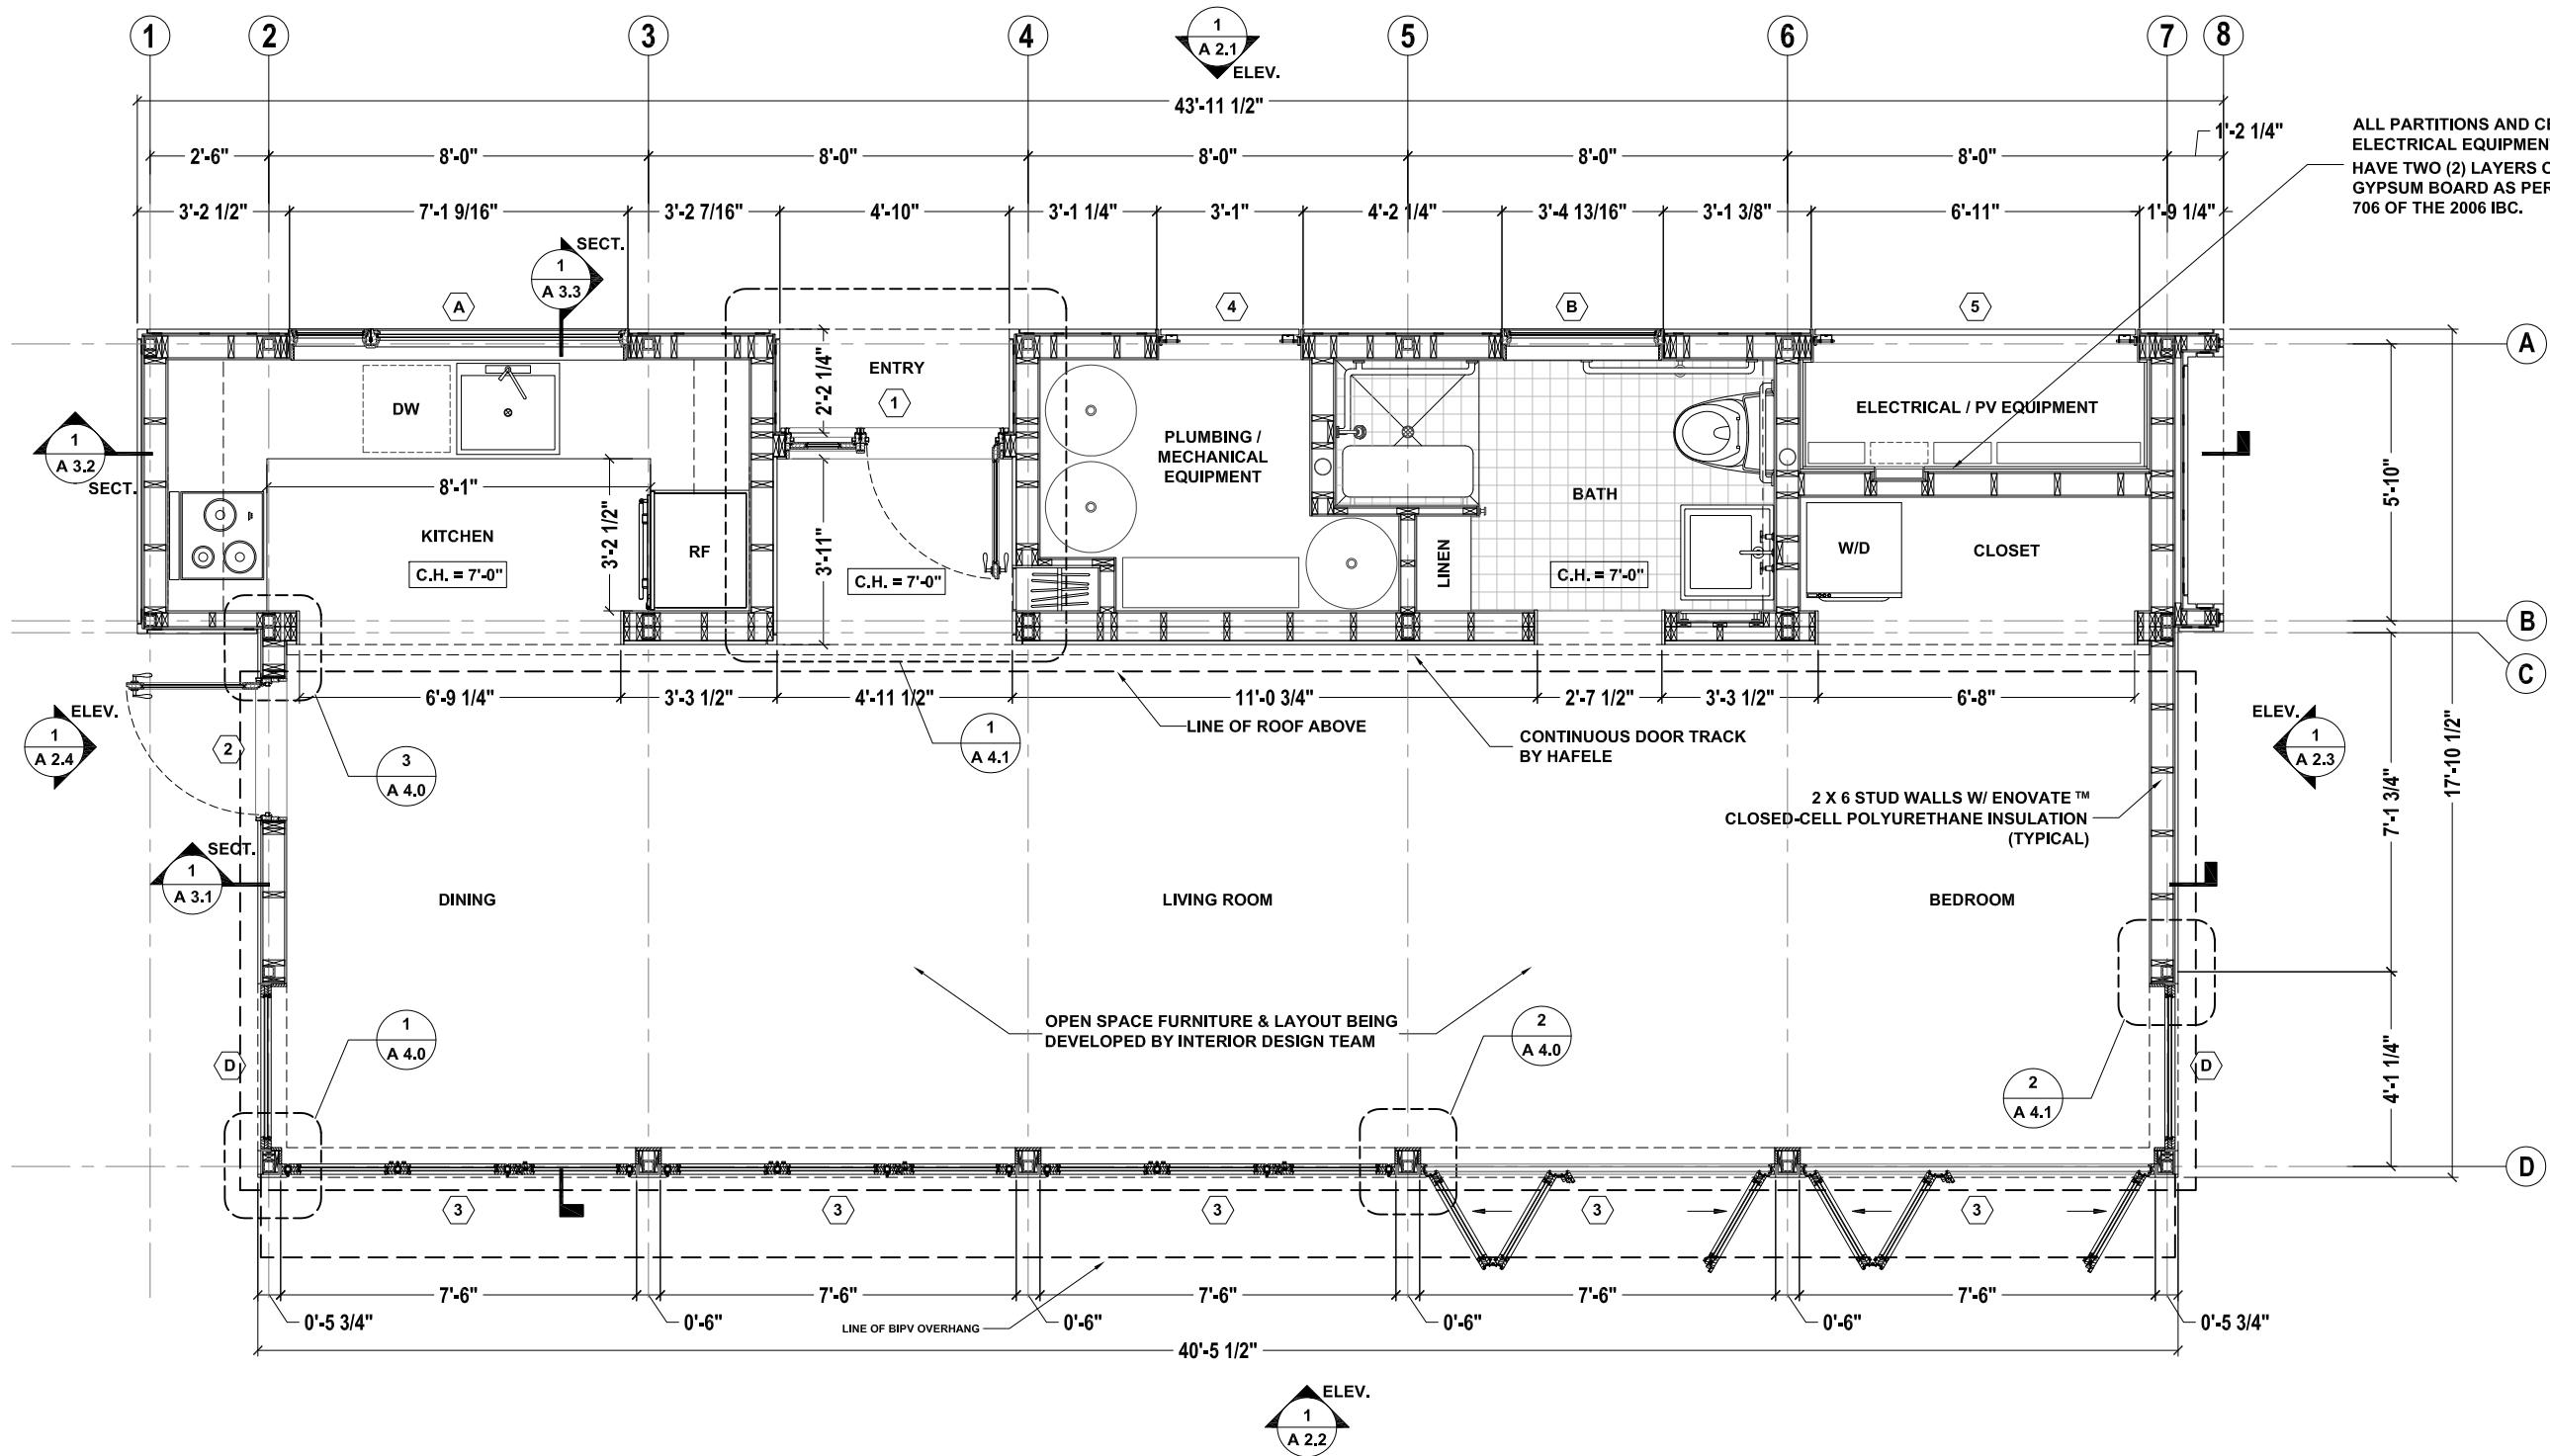 1 2 3 4 5 6 7 8
1
A 2.1
ELEV.
43'-11 1/2"
2'-6" 8'-0" 8'-0" 8'-0" 8'-0" 8'-0" 1'-2 1/4"
3'-2 1/2" 7'-1 9/16" 3'-2 7/16" 4'-10" 3'-1 1/4" 3'-1" 4'-2 1/4" 3'-4 13/16" 3'-1 3/8" 6'-11" 1'-9 1/4"
ALL PARTITIONS AND
ELECTRICAL
HAVE TWO (2) LAYERS
GYPSUM BOARD AS PER
706 OF THE 2006 IBC.
SECT.
1
A 3.3
A 4 B 5
A
ENTRY
1
2'-2 1/4"
DW
PLUMBING /
MECHANICAL
EQUIPMENT
ELECTRICAL / PV EQUIPMENT
1
A 3.2
SECT.
8'-1"
KITCHEN
C.H. = 7'-0"
3'-2 1/2"
RF
3'-11"
C.H. = 7'-0"
LINEN
BATH
C.H. = 7'-0"
W/D
CLOSET
5'-10"
B
C
6'-9 1/4" 3'-3 1/2" 4'-11 1/2" 11'-0 3/4" 2'-7 1/2" 3'-3 1/2" 6'-8"
ELEV.
1
A 2.4
2
3
A 4.0
1
A 4.1
LINE OF ROOF ABOVE
CONTINUOUS DOOR TRACK
BY HAFELE
ELEV.
1
A 2.3
2 X 6 STUD WALLS W/ ENOVATE ™
CLOSED-CELL POLYURETHANE INSULATION
(TYPICAL)
7'-1 3/4"
17'-10 1/2"
SECT.
1
A 3.1
DINING
LIVING ROOM
BEDROOM
OPEN SPACE FURNITURE & LAYOUT BEING
DEVELOPED BY INTERIOR DESIGN TEAM
1
A 4.0
2
A 4.0
2
A 4.1
D
D
4'-1 1/4"
D
3 3 3 3 3
7'-6" 7'-6" 7'-6" 7'-6" 7'-6"
0'-5 3/4" 0'-6" 0'-6" 0'-6" 0'-6" 0'-5 3/4"
LINE OF BIPV OVERHANG
40'-5 1/2"
ELEV.
1
A 2.2